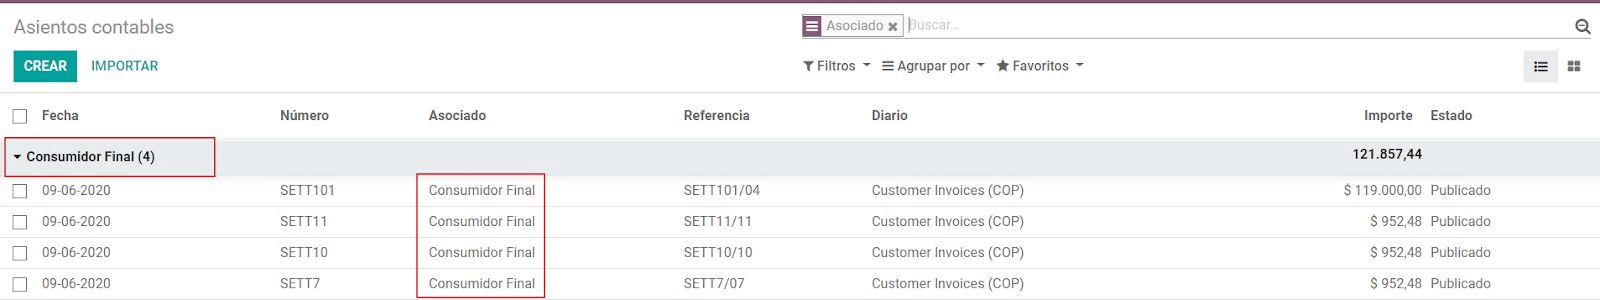 Asientos contables
Asociado Buscar...
CREAR IMPORTAR
Filtros Agrupar por Favoritos
Fecha Número Asociado Referencia Diario Importe Estado
Consumidor Final (4) 121.857,44
09-06-2020 SETT101 Consumidor Final SETT101/04 Customer Invoices (COP) $ 119.000,00 Publicado
09-06-2020 SETT11 Consumidor Final SETT11/11 Customer Invoices (COP) $ 952,48 Publicado
09-06-2020 SETT10 Consumidor Final SETT10/10 Customer Invoices (COP) $ 952,48 Publicado
09-06-2020 SETT7 Consumidor Final SETT7/07 Customer Invoices (COP) $ 952,48 Publicado